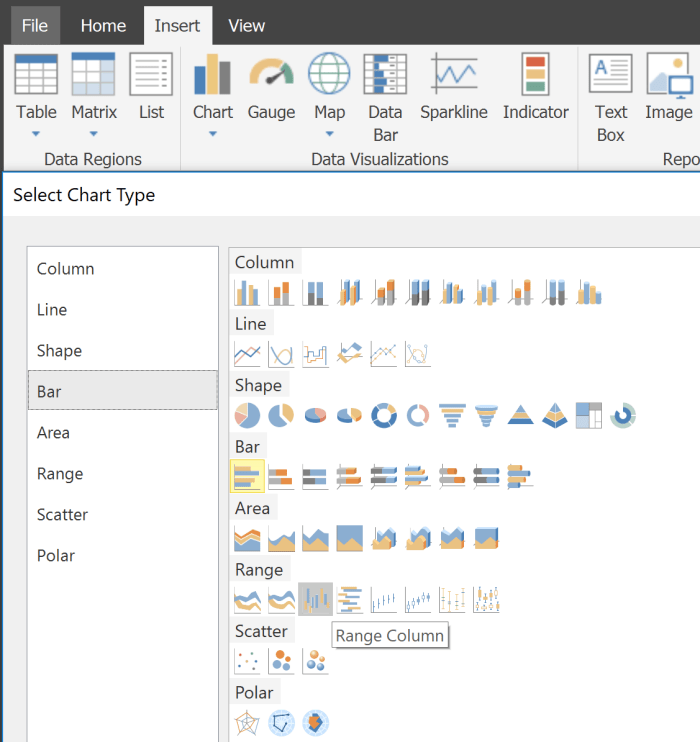 File Home Insert View
Table Matrix List Chart Gauge Map Data Bar Sparkline Indicator Text Box Image
Data Regions Data Visualizations
Select Chart Type
Column
Line
Shape
Bar
Area
Range
Scatter
Polar
Column
Line
Shape
Bar
Area
Range
Range Column
Scatter
Polar